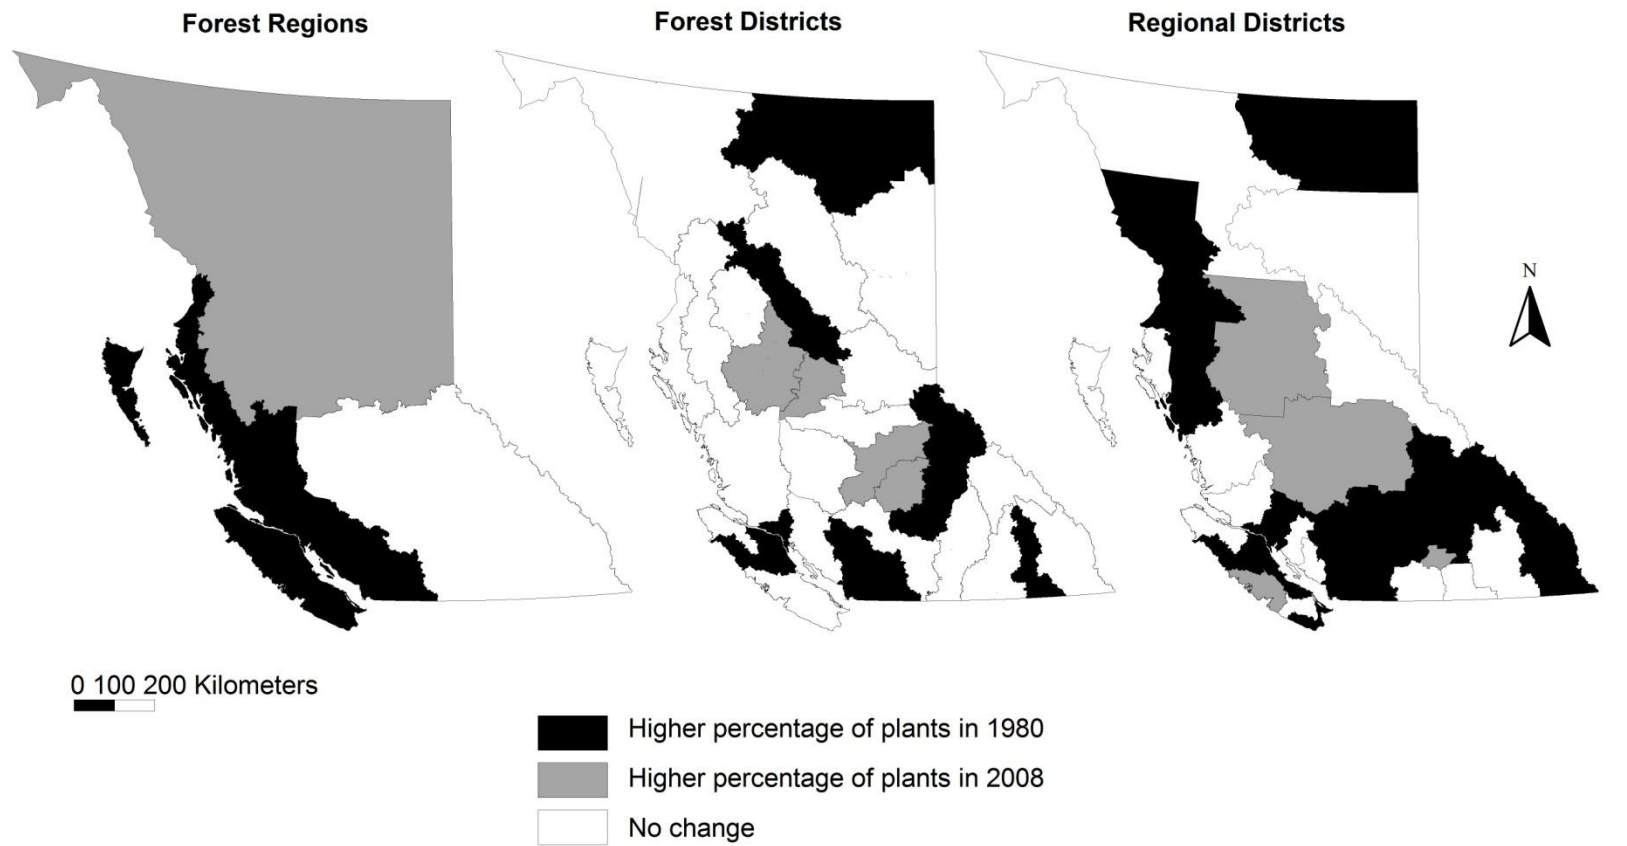 Forest Regions
Forest Districts
Regional Districts
N
0 100 200 Kilometers
Higher percentage of plants in 1980
Higher percentage of plants in 2008
No change